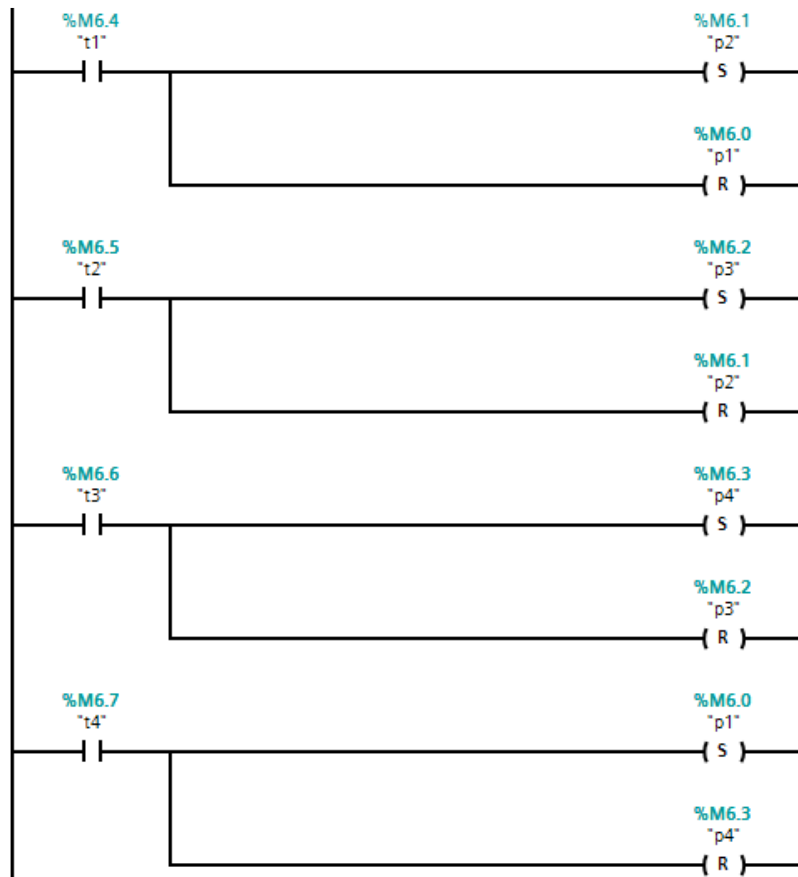 %M6.4
"t1"
%M6.1
"p2"
S
%M6.0
"p1"
R
%M6.5
"t2"
%M6.2
"p3"
S
%M6.1
"p2"
R
%M6.6
"t3"
%M6.3
"p4"
S
%M6.2
"p3"
R
%M6.7
"t4"
%M6.0
"p1"
S
%M6.3
"p4"
R